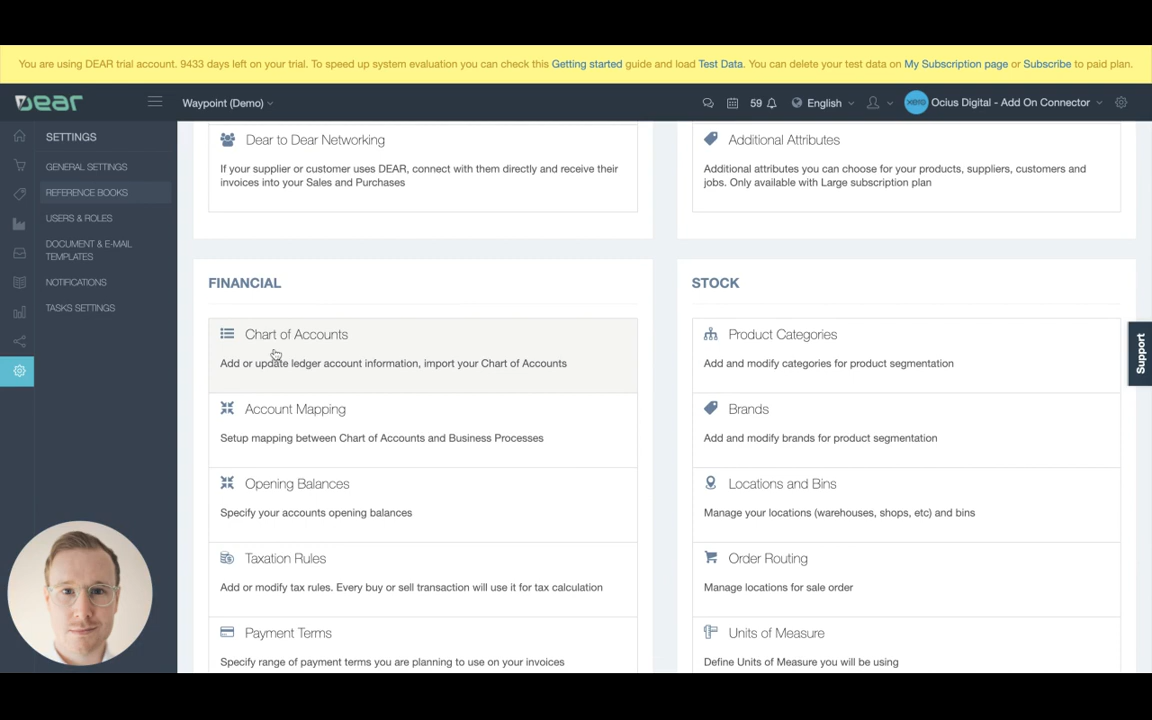 You are using DEAR trial account. 9433 days left on your trial. To speed up system evaluation you can check this Getting started guide and load Test Data. You can delete your test data on My Subscription page or Subscribe to paid plan.
Dear
Waypoint (Demo)
59
English
xero
Ocius Digital - Add On Connector
SETTINGS
GENERAL SETTINGS
REFERENCE BOOKS
USERS & ROLES
DOCUMENT & E-MAIL
TEMPLATES
NOTIFICATIONS
TASKS SETTINGS
Dear to Dear Networking
If your supplier or customer uses DEAR, connect with them directly and receive their
invoices into your Sales and Purchases
Additional Attributes
Additional attributes you can choose for your products, suppliers, customers and
jobs. Only available with Large subscription plan
FINANCIAL
Chart of Accounts
Add or update ledger account information, import your Chart of Accounts
Account Mapping
Setup mapping between Chart of Accounts and Business Processes
Opening Balances
Specify your accounts opening balances
Taxation Rules
Add or modify tax rules. Every buy or sell transaction will use it for tax calculation
Payment Terms
Specify range of payment terms you are planning to use on your invoices
STOCK
Product Categories
Add and modify categories for product segmentation
Brands
Add and modify brands for product segmentation
Locations and Bins
Manage your locations (warehouses, shops, etc) and bins
Order Routing
Manage locations for sale order
Units of Measure
Define Units of Measure you will be using
Support